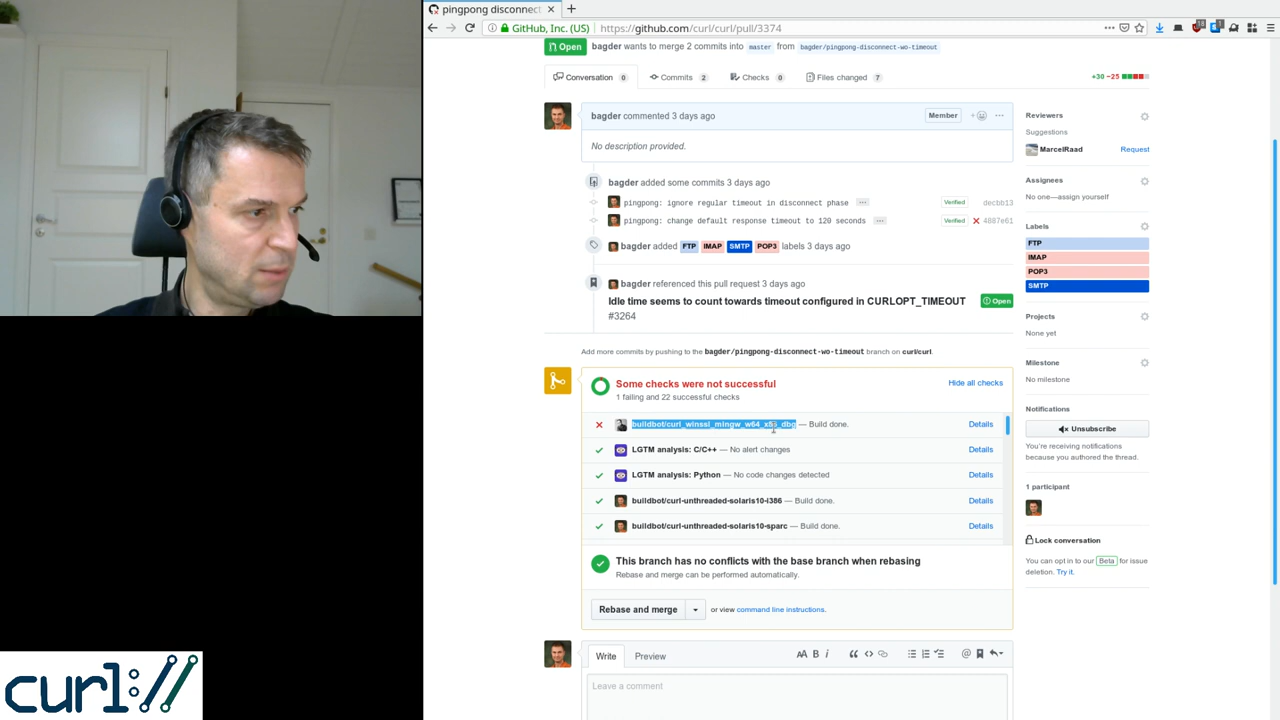 pingpong disconnect
GitHub, Inc. (US)
https://github.com/curl/curl/pull/3374
Open
bagder wants to merge 2 commits into master from bagder/pingpong-disconnect-wo-timeout
Conversation 0
Commits 2
Checks 0
Files changed 7
+30 −25
bagder commented 3 days ago
Member
No description provided.
bagder added some commits 3 days ago
pingpong: ignore regular timeout in disconnect phase
Verified
decbb13
pingpong: change default response timeout to 120 seconds
Verified
4687e61
bagder added FTP IMAP SMTP POP3 labels 3 days ago
bagder referenced this pull request 3 days ago
Idle time seems to count towards timeout configured in CURLOPT_TIMEOUT
#3264
Open
Add more commits by pushing to the bagder/pingpong-disconnect-wo-timeout branch on curl/curl.
Some checks were not successful
1 failing and 22 successful checks
Hide all checks
buildbot/curl_winssl_mingw_w64_x86_dbg — Build done.
Details
LGTM analysis: C/C++ — No alert changes
Details
LGTM analysis: Python — No code changes detected
Details
buildbot/curl-unthreaded-solaris10-i386 — Build done.
Details
buildbot/curl-unthreaded-solaris10-sparc — Build done.
Details
This branch has no conflicts with the base branch when rebasing
Rebase and merge can be performed automatically.
Rebase and merge
or view command line instructions.
Write
Preview
Leave a comment
Reviewers
Suggestions
MarcelRaad
Request
Assignees
No one—assign yourself
Labels
FTP
IMAP
POP3
SMTP
Projects
None yet
Milestone
No milestone
Notifications
Unsubscribe
You're receiving notifications
because you authored the thread.
1 participant
Lock conversation
You can opt in to our Beta for issue
deletion. Try it.
curl://